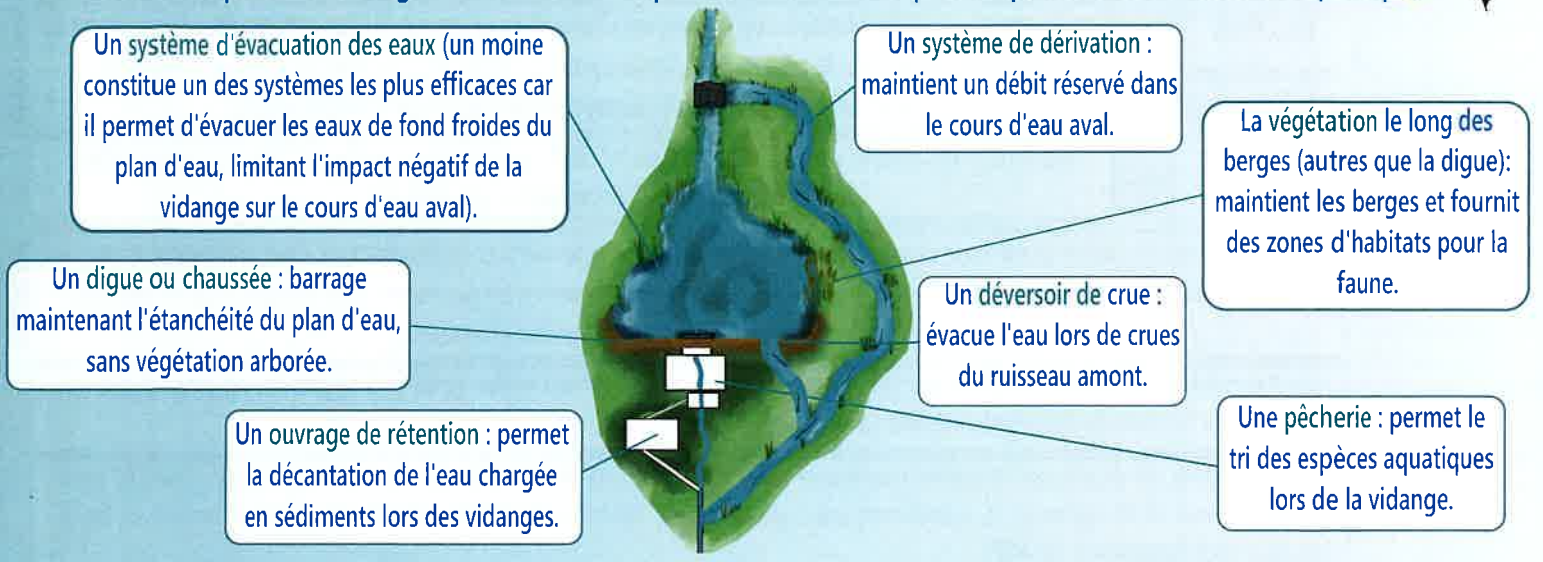 Un système d'évacuation des eaux (un moine
constitue un des systèmes les plus efficaces car
il permet d'évacuer les eaux de fond froides du
plan d'eau, limitant l'impact négatif de la
vidange sur le cours d'eau aval).
Un système de dérivation :
maintient un débit réservé dans
le cours d'eau aval.
La végétation le long des
berges (autres que la digue):
maintient les berges et fournit
des zones d'habitats pour la
faune.
Un digue ou chaussée : barrage
maintenant l'étanchéité du plan d'eau,
sans végétation arborée.
Un déversoir de crue :
évacue l'eau lors de crues
du ruisseau amont.
Un ouvrage de rétention : permet
la décantation de l'eau chargée
en sédiments lors des vidanges.
Une pêcherie : permet le
tri des espèces aquatiques
lors de la vidange.